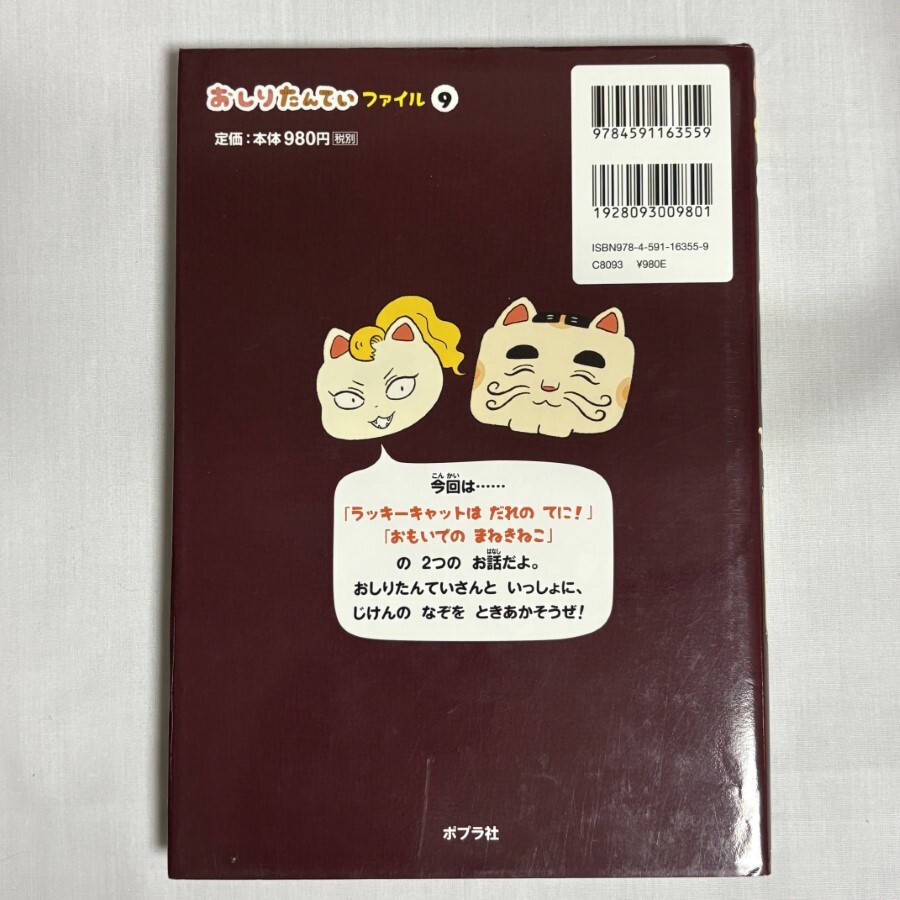 おしりたんてい ファイル 9
定価：本体980円 税別
9784591163559
1928093009801
ISBN978-4-591-16355-9
C8093 ¥980E
こんかい
今回は……
「ラッキーキャットは だれの てに！」
「おもいでの まねきねこ」
はなし
の 2つの お話だよ。
おしりたんていさんと いっしょに、
じけんの なぞを ときあかそうぜ！
ポプラ社